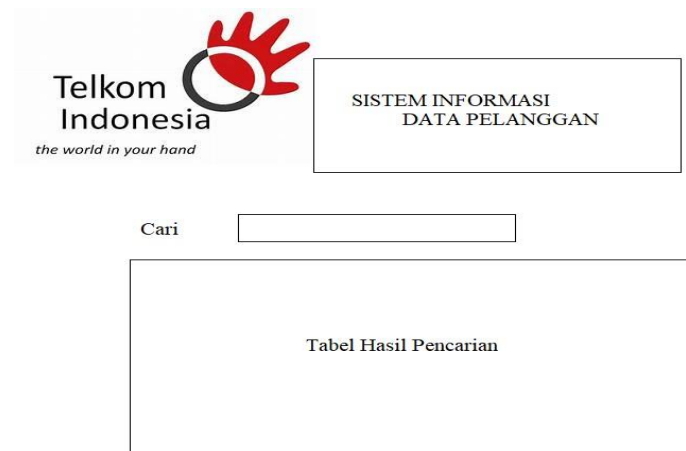 Telkom
Indonesia
the world in your hand
SISTEM INFORMASI
DATA PELANGGAN
Cari
Tabel Hasil Pencarian